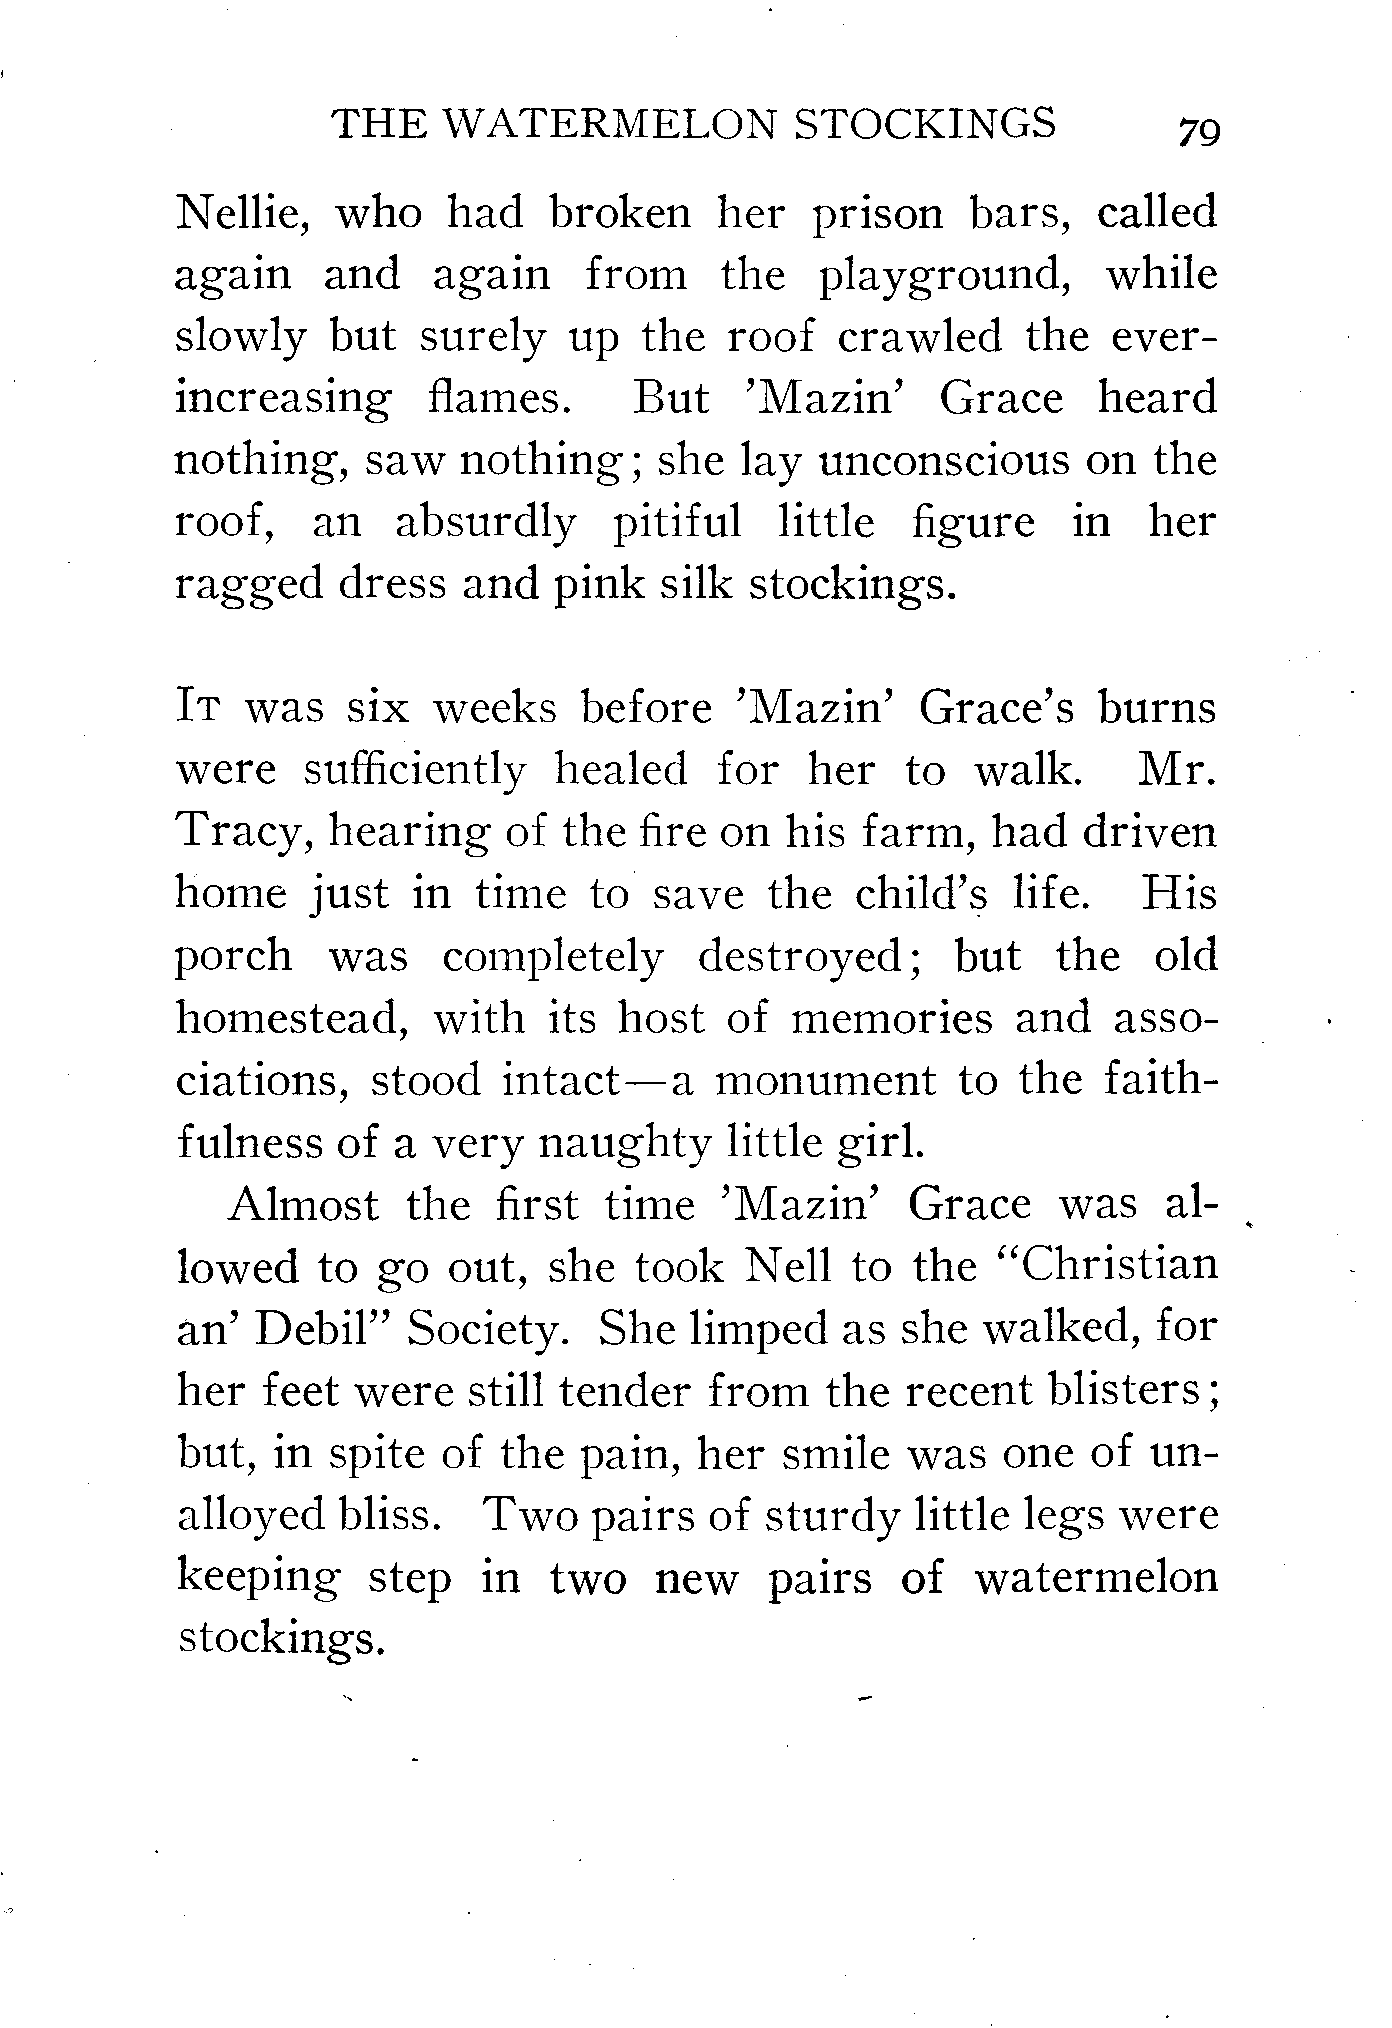 THE WATERMELON STOCKINGS 79
Nellie, who had broken her prison bars, called
again and again from the playground, while
slowly but surely up the roof crawled the ever-
increasing flames. But ’Mazin’ Grace heard
nothing, saw nothing; she lay unconscious on the
roof, an absurdly pitiful little figure in her
ragged dress and pink silk stockings.
IT was six weeks before ’Mazin’ Grace’s burns
were sufficiently healed for her to walk. Mr.
Tracy, hearing of the fire on his farm, had driven
home just in time to save the child’s life. His
porch was completely destroyed; but the old
homestead, with its host of memories and asso-
ciations, stood intact—a monument to the faith-
fulness of a very naughty little girl.
Almost the first time ’Mazin’ Grace was al-
lowed to go out, she took Nell to the “Christian
an’ Debil” Society. She limped as she walked, for
her feet were still tender from the recent blisters;
but, in spite of the pain, her smile was one of un-
alloyed bliss. Two pairs of sturdy little legs were
keeping step in two new pairs of watermelon
stockings.